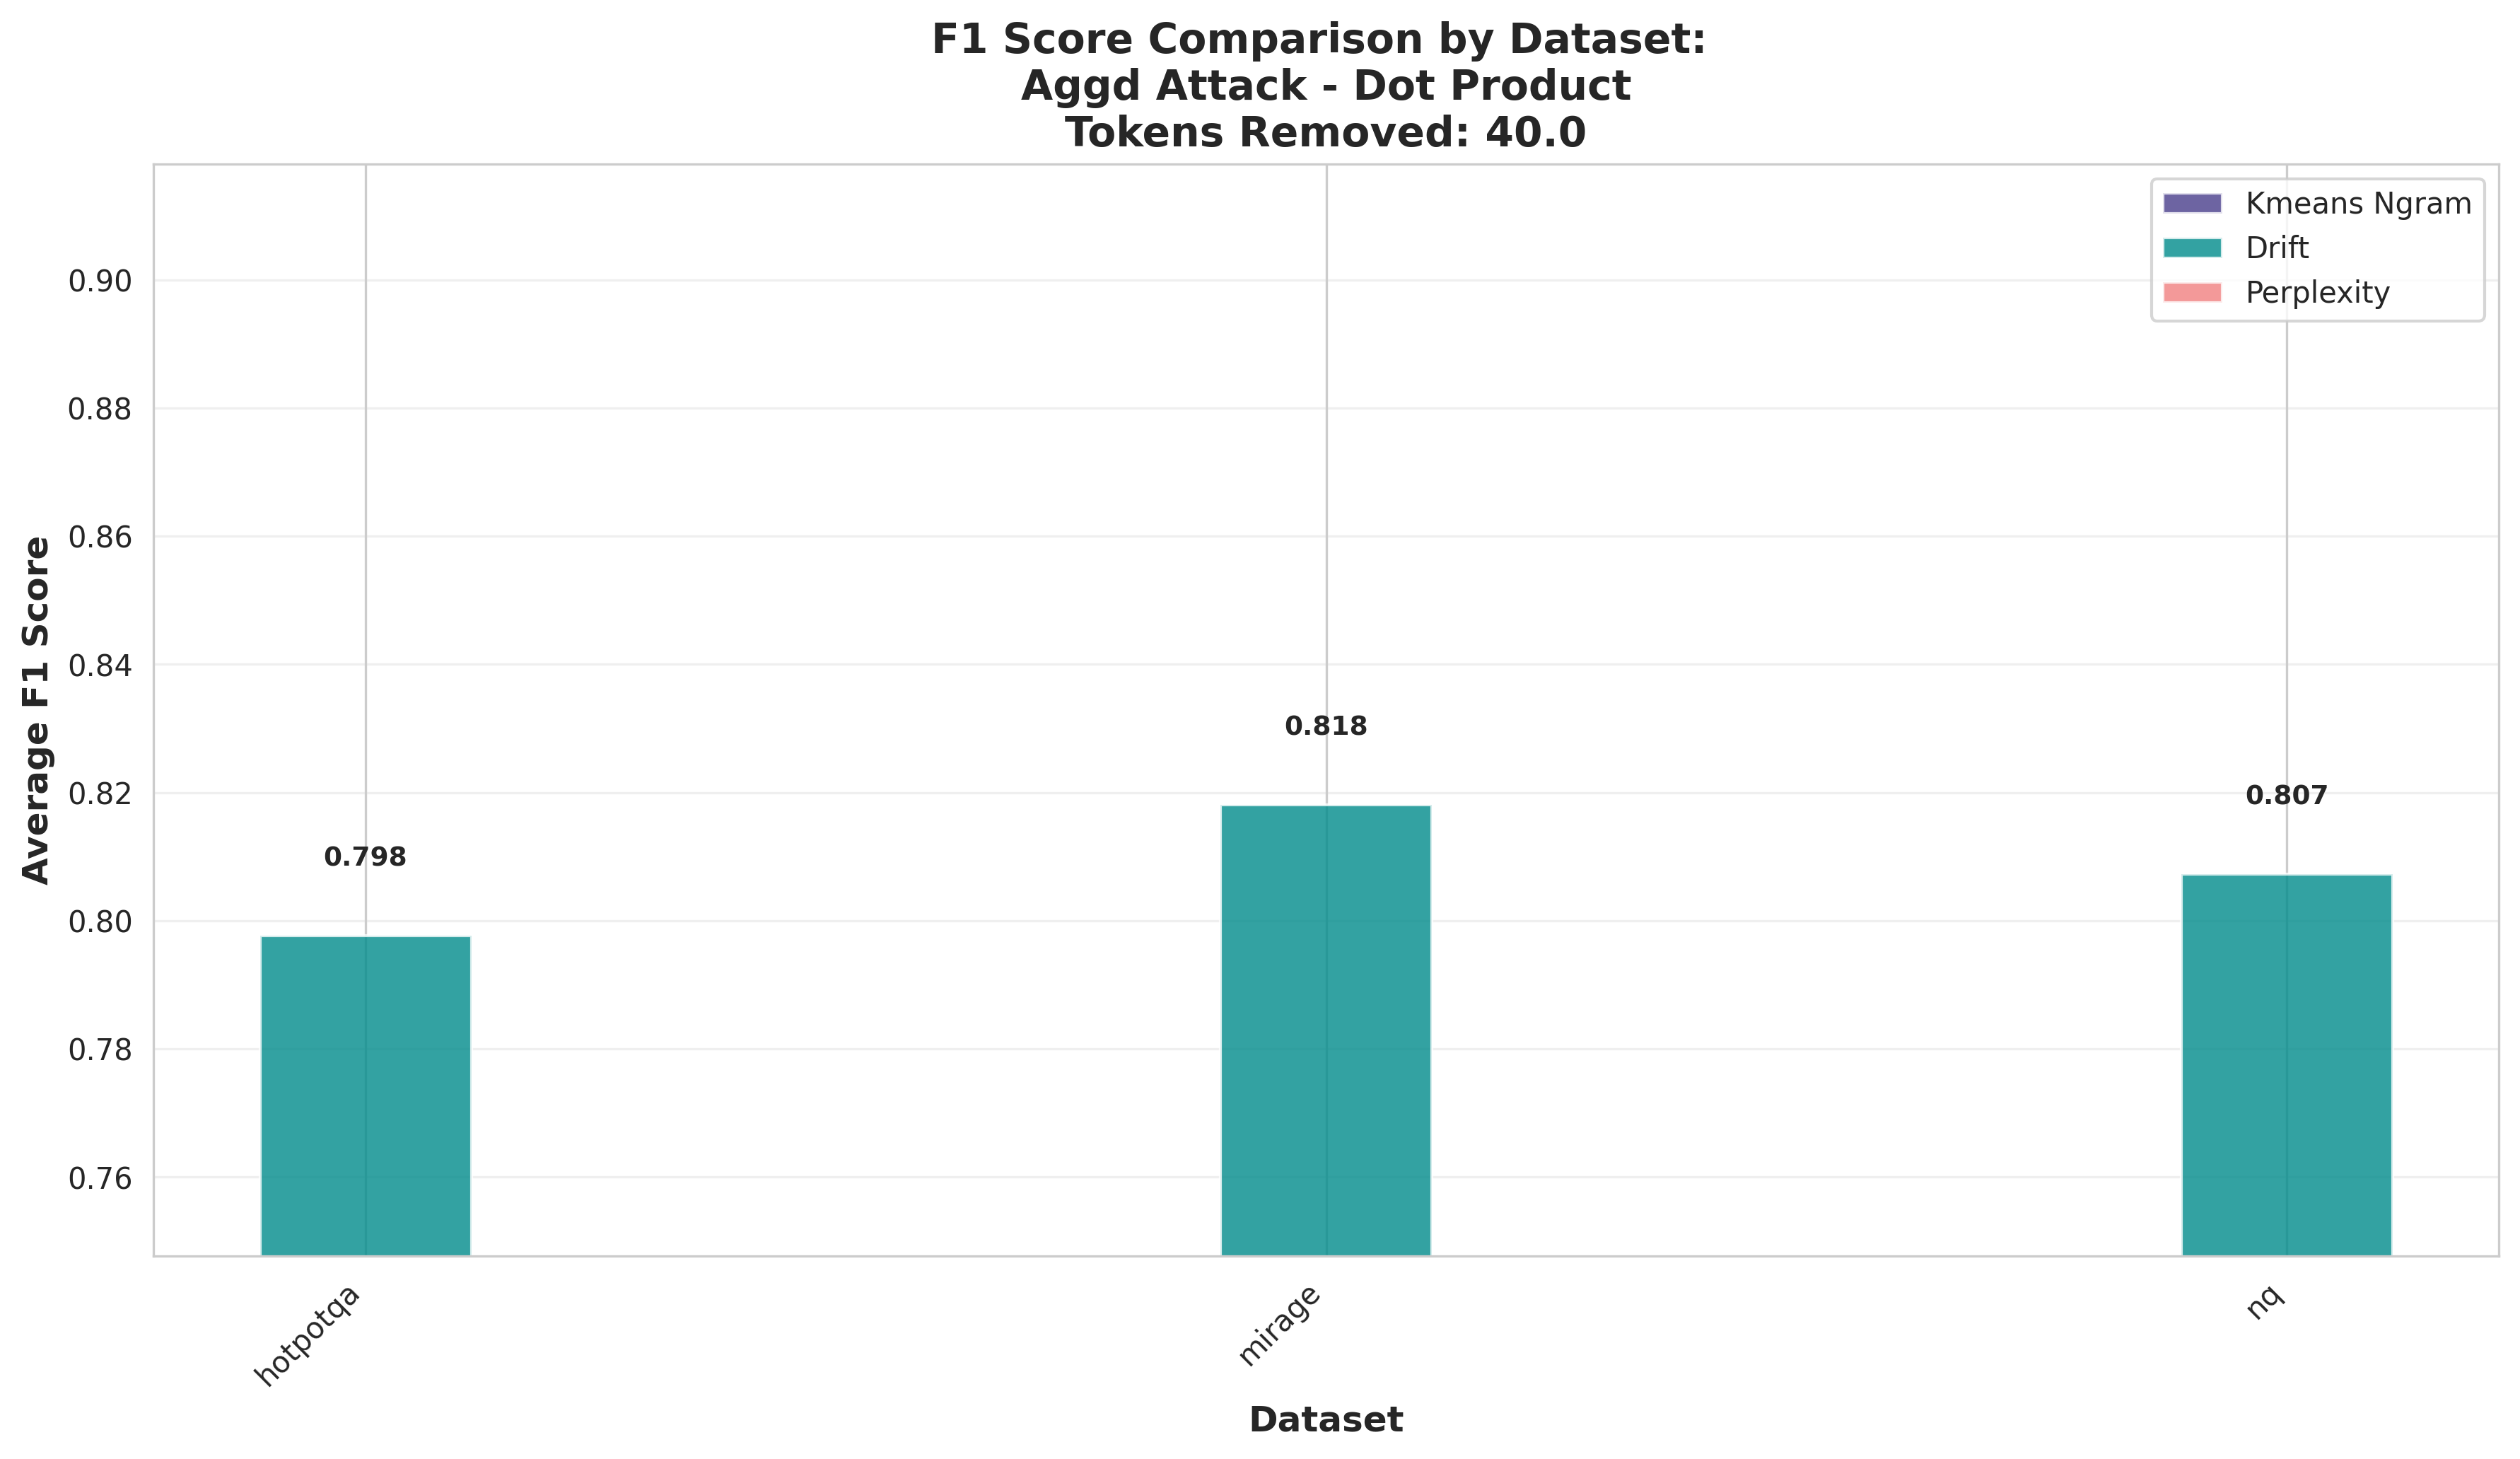 F1 Score Comparison by Dataset:
Aggd Attack - Dot Product
Tokens Removed: 40.0
Kmeans Ngram
Drift
Perplexity
Average F1 Score
0.90
0.88
0.86
0.84
0.82
0.80
0.78
0.76
0.798
0.818
0.807
hotpotqa
mirage
nq
Dataset